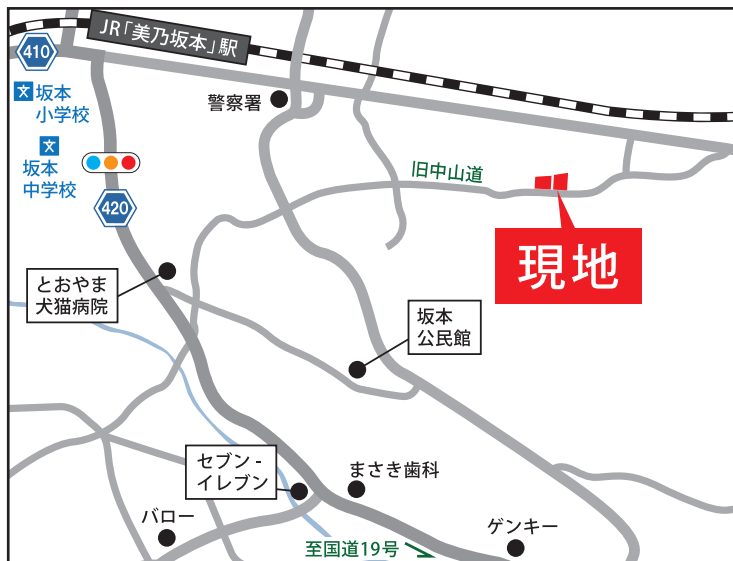 JR「美乃坂本」駅
410
文
坂本
小学校
警察署
文
坂本
中学校
旧中山道
420
現地
とおやま
犬猫病院
坂本
公民館
セブン-
イレブン
まさき歯科
バロー
ゲンキー
至国道19号